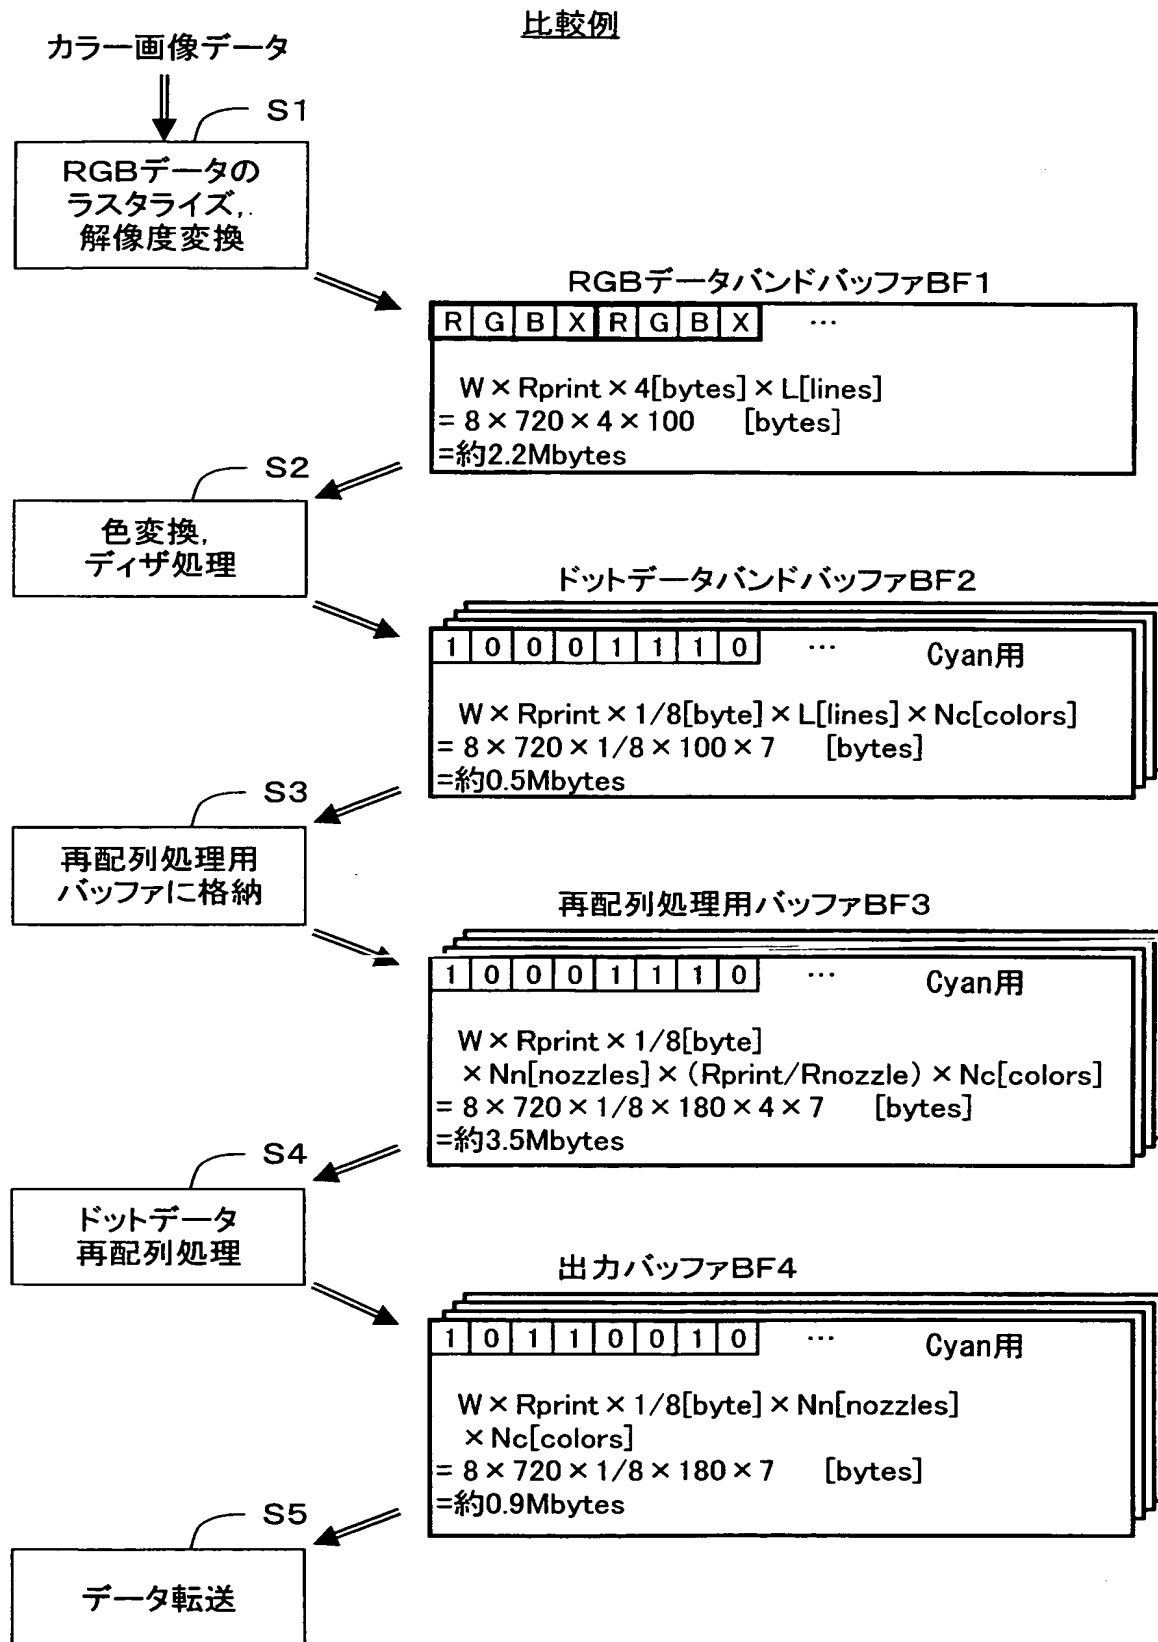 比較例
カラー画像データ
S1
RGBデータの
ラスタライズ,
解像度変換
RGBデータバンドバッファBF1
R G B X R G B X …
W×Rprint×4[bytes]×L[lines]
=8×720×4×100 [bytes]
=約2.2Mbytes
S2
色変換,
ディザ処理
ドットデータバンドバッファBF2
1 0 0 0 1 1 1 0 … Cyan用
W×Rprint×1/8[byte]×L[lines]×Nc[colors]
=8×720×1/8×100×7 [bytes]
=約0.5Mbytes
S3
再配列処理用
バッファに格納
再配列処理用バッファBF3
1 0 0 0 1 1 1 0 … Cyan用
W×Rprint×1/8[byte]
×Nn[nozzles]×(Rprint/Rnozzle)×Nc[colors]
=8×720×1/8×180×4×7 [bytes]
=約3.5Mbytes
S4
ドットデータ
再配列処理
出力バッファBF4
1 0 1 1 0 0 1 0 … Cyan用
W×Rprint×1/8[byte]×Nn[nozzles]
×Nc[colors]
=8×720×1/8×180×7 [bytes]
=約0.9Mbytes
S5
データ転送